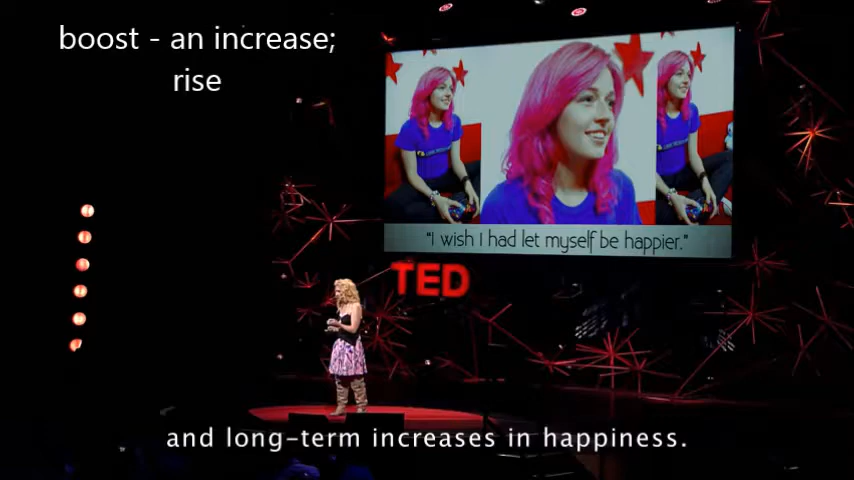 boost - an increase;
rise
"I wish I had let myself be happier."
TED
and long-term increases in happiness.